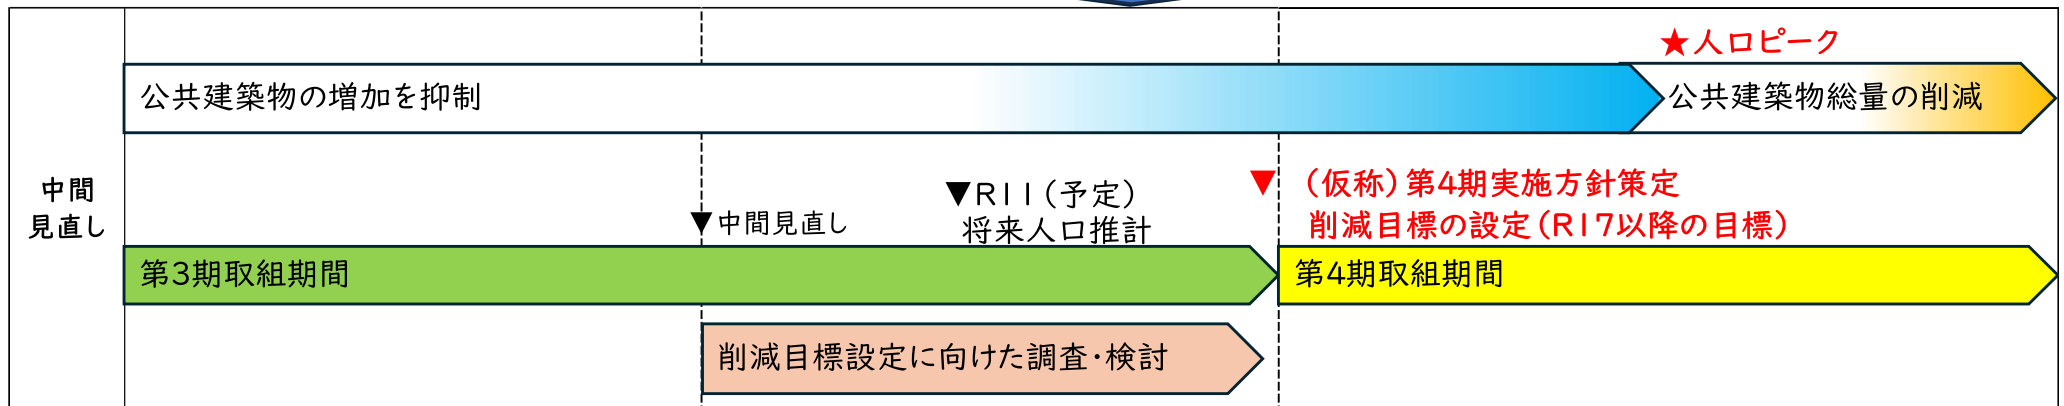 ★人口ピーク
公共建築物の増加を抑制
公共建築物総量の削減
中間
見直し
▼中間見直し
▼R11(予定)
将来人口推計
▼(仮称)第4期実施方針策定
削減目標の設定(R17以降の目標)
第3期取組期間
第4期取組期間
削減目標設定に向けた調査・検討